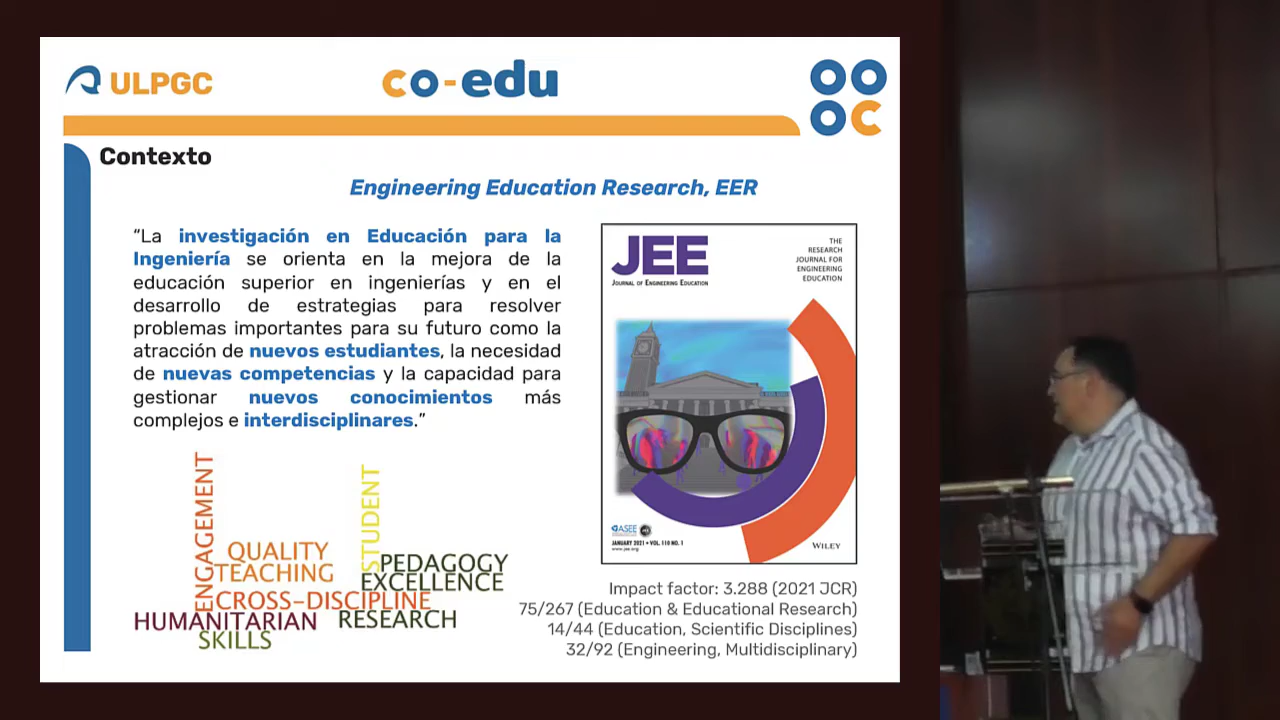 ULPGC
co-edu
Contexto
Engineering Education Research, EER
“La investigación en Educación para la
Ingeniería se orienta en la mejora de la
educación superior en ingenierías y en el
desarrollo de estrategias para resolver
problemas importantes para su futuro como la
atracción de nuevos estudiantes, la necesidad
de nuevas competencias y la capacidad para
gestionar nuevos conocimientos más
complejos e interdisciplinares.”
JEE
JOURNAL OF ENGINEERING EDUCATION
THE
RESEARCH
JOURNAL FOR
ENGINEERING
EDUCATION
ASEE
JANUARY 2021 • VOL. 110 NO. 1
www.jee.org
WILEY
ENGAGEMENT
STUDENT
QUALITY
TEACHING
PEDAGOGY
EXCELLENCE
CROSS-DISCIPLINE
HUMANITARIAN
RESEARCH
SKILLS
Impact factor: 3.288 (2021 JCR)
75/267 (Education & Educational Research)
14/44 (Education, Scientific Disciplines)
32/92 (Engineering, Multidisciplinary)